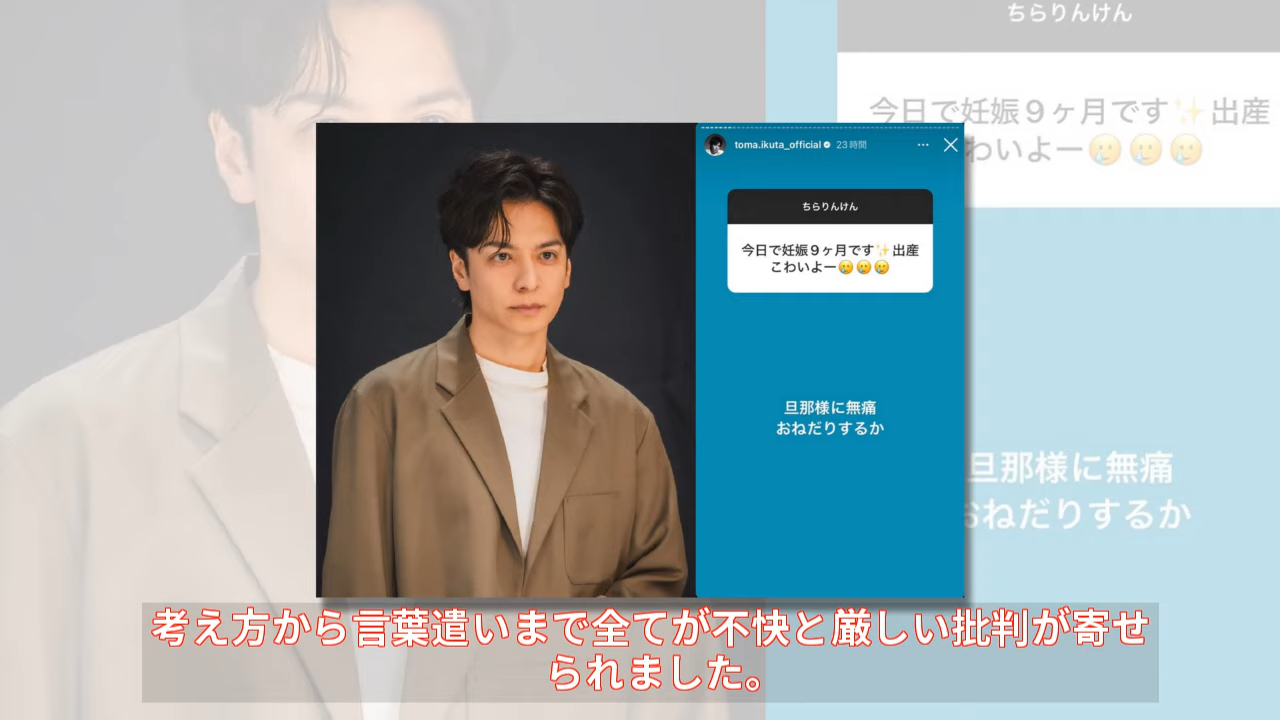 ちらりんけん
今日で妊娠９ヶ月です✨出産
わいよー🥲🥲🥲
toma.ikuta_official 23時間
ちらりんけん
今日で妊娠９ヶ月です✨出産
こわいよー🥲🥲🥲
旦那様に無痛
おねだりするか
旦那様に無痛
おねだりするか
考え方から言葉遣いまで全てが不快と厳しい批判が寄せ
られました。